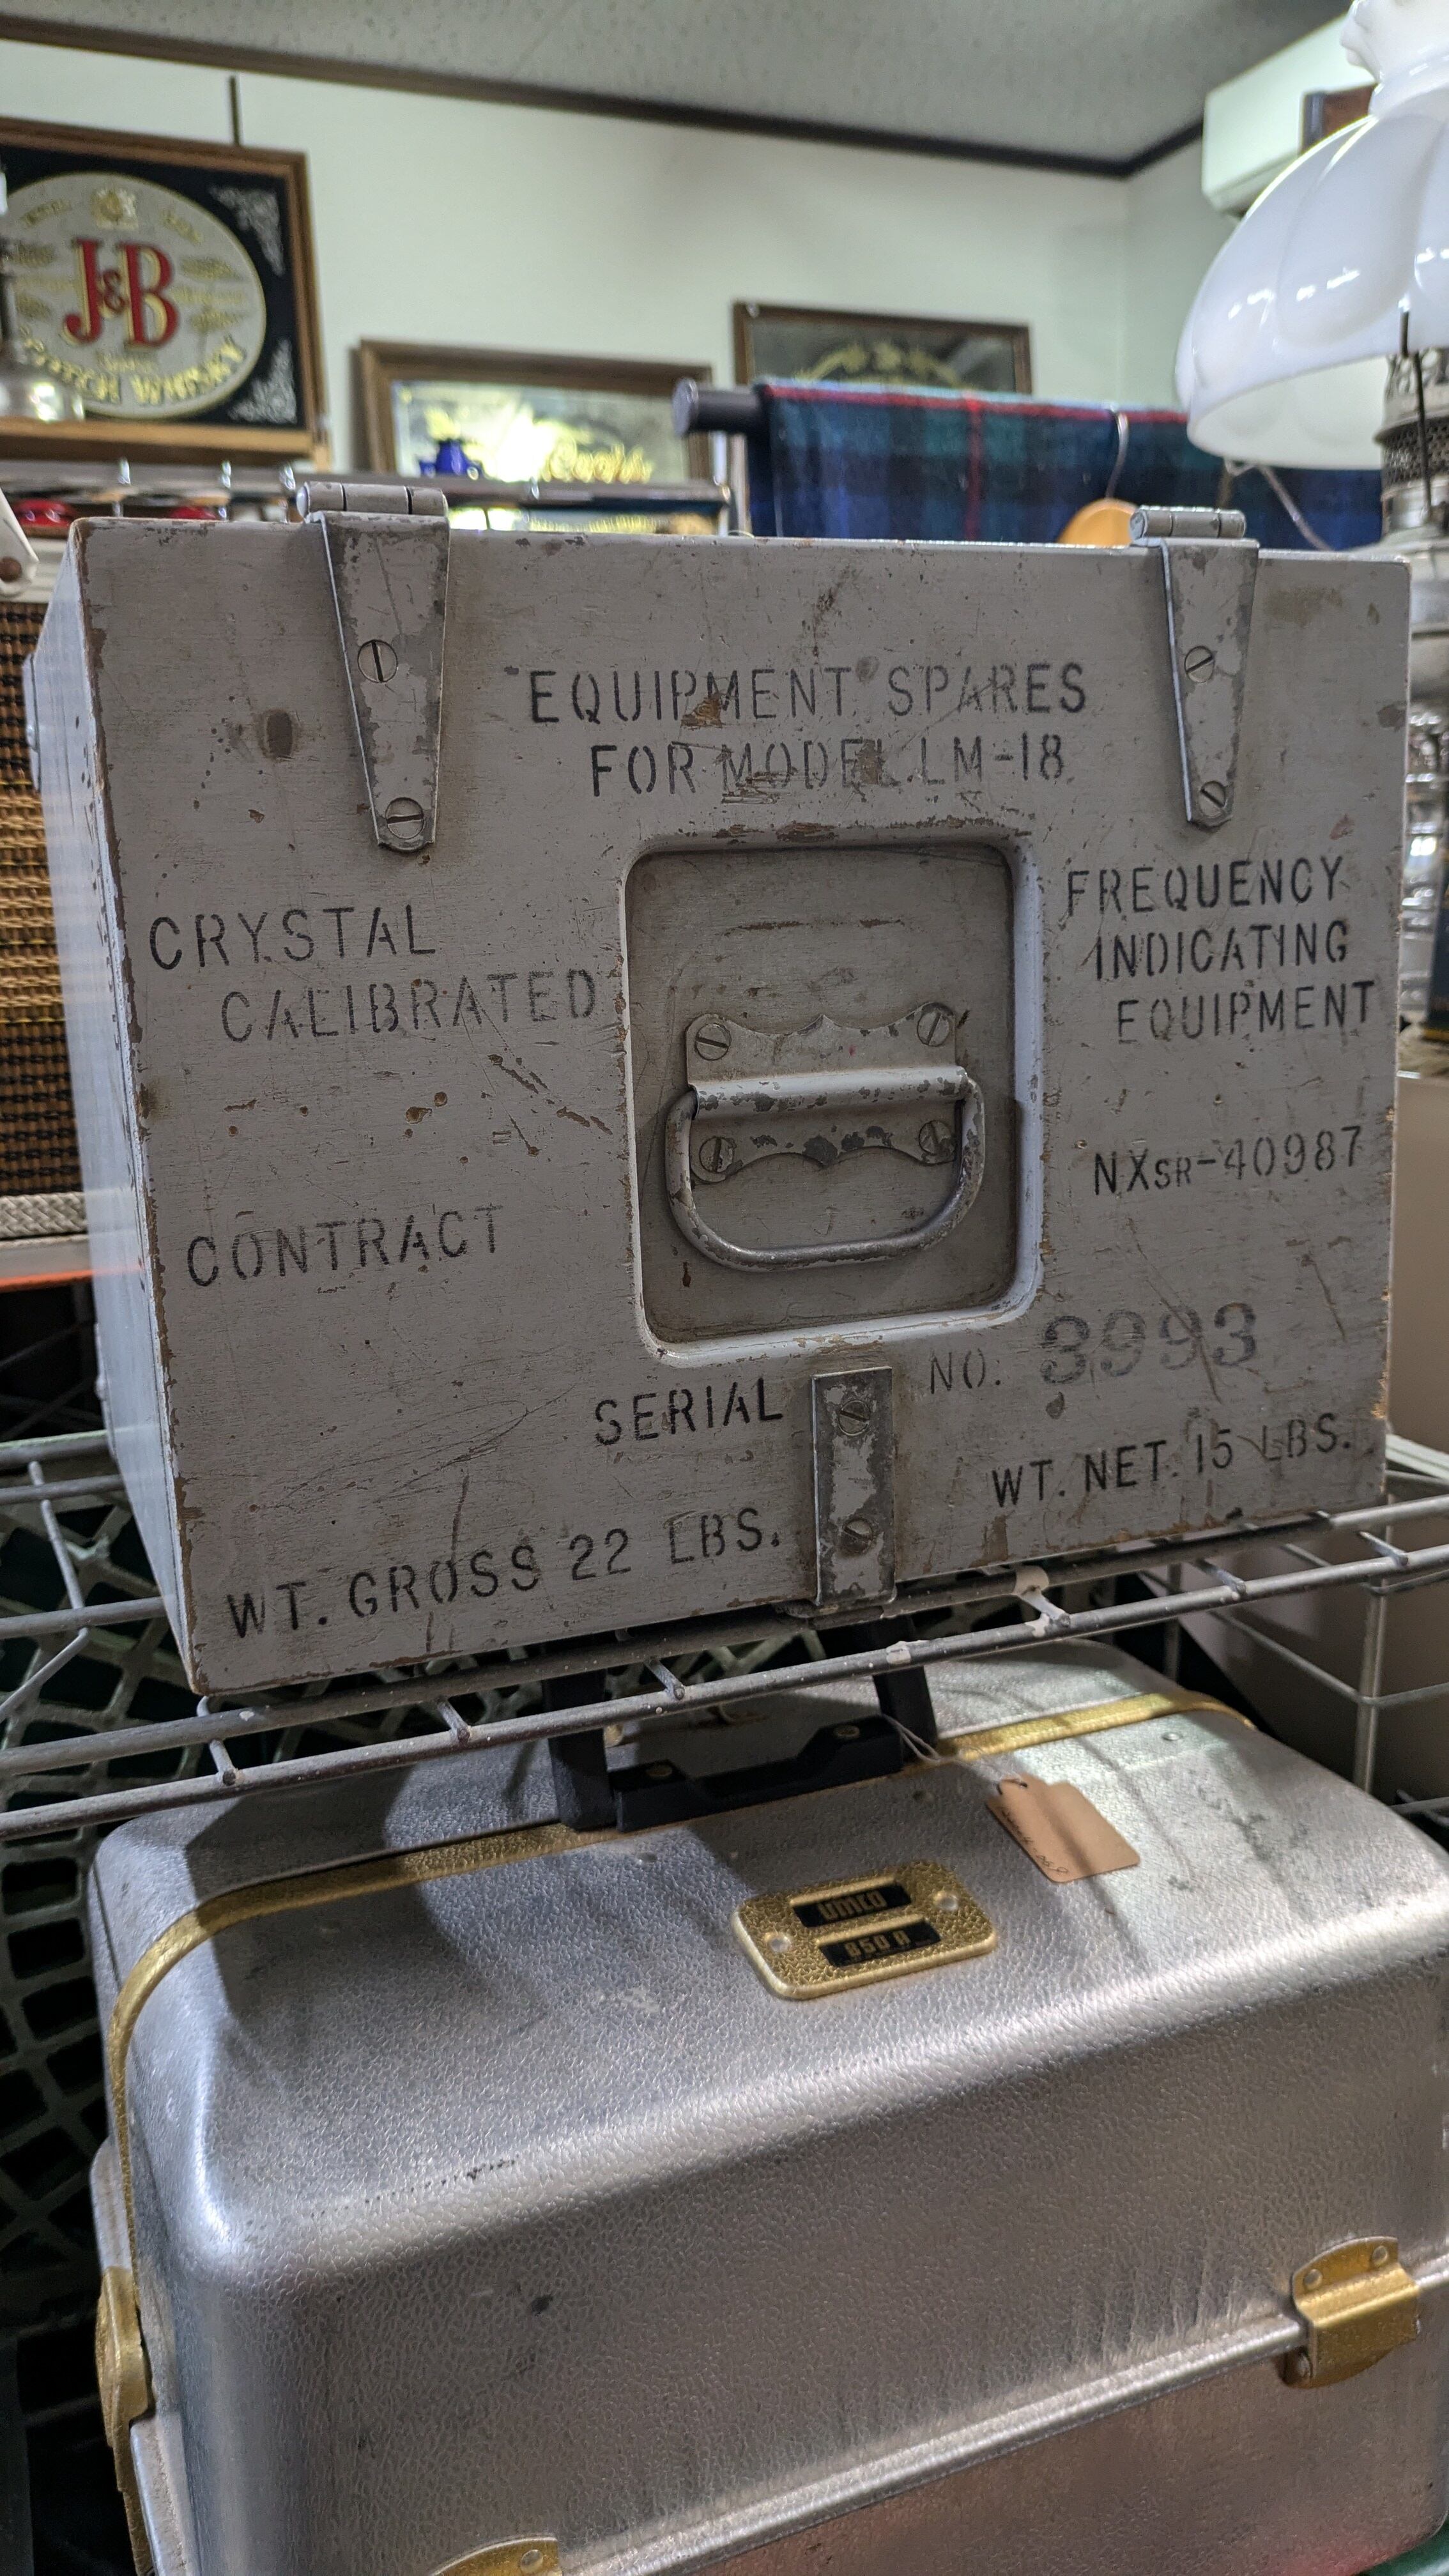 J&B
SCOTCH WHISKY
EQUIPMENT SPARES
FOR MODEL LM-18
CRYSTAL
CALIBRATED
FREQUENCY
INDICATING
EQUIPMENT
CONTRACT
NXSR-40987
SERIAL NO. 3993
WT. GROSS 22 LBS.
WT. NET. 15 LBS.
UMCO
850 A